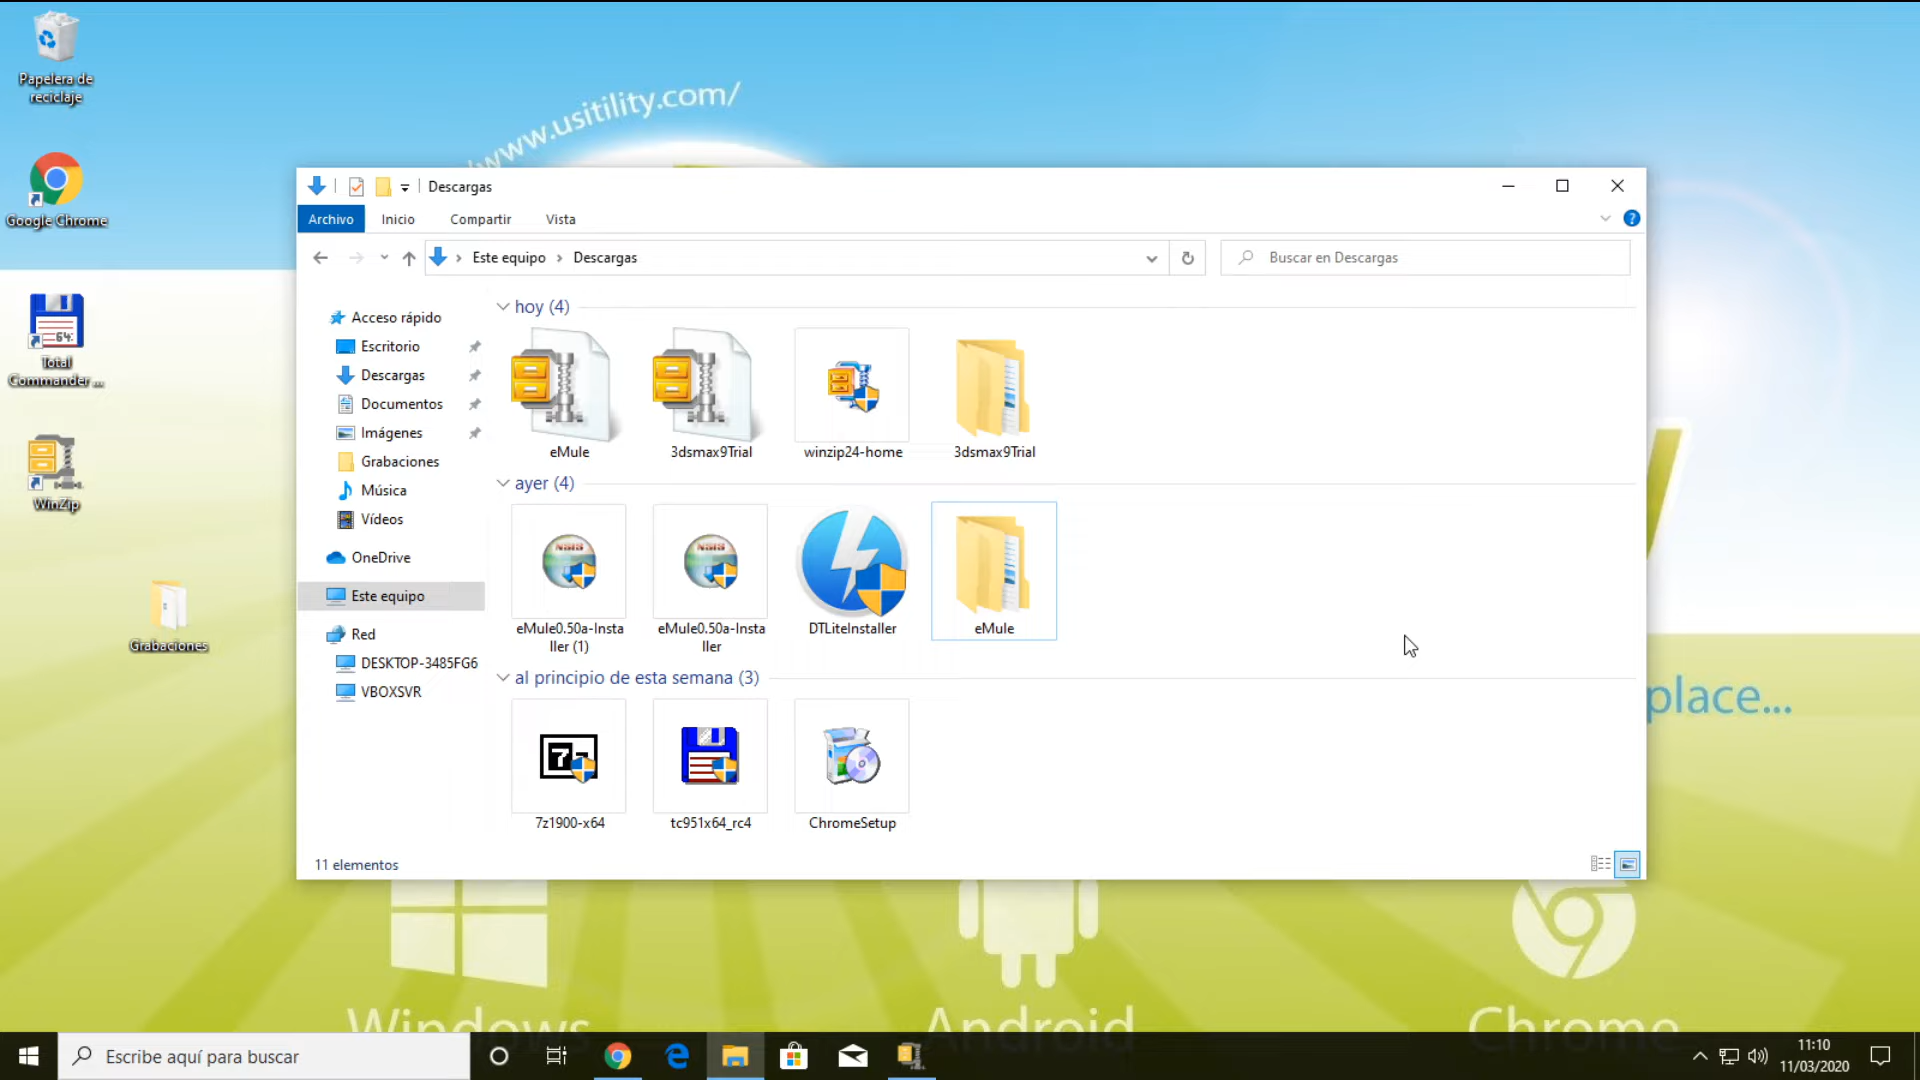 Papelera de
reciclaje
Google Chrome
64
Total
Commander ...
WinZip
Grabaciones
www.usitility.com/
Descargas
Archivo
Inicio
Compartir
Vista
?
Este equipo
Descargas
Buscar en Descargas
Acceso rápido
Escritorio
Descargas
Documentos
Imágenes
Grabaciones
Música
Vídeos
OneDrive
Este equipo
Red
DESKTOP-3485FG6
VBOXSVR
hoy (4)
eMule
3dsmax9Trial
winzip24-home
3dsmax9Trial
ayer (4)
NSIS
NSIS
eMule0.50a-Insta
ller (1)
eMule0.50a-Insta
ller
DTLiteInstaller
eMule
al principio de esta semana (3)
7z1900-x64
tc951x64_rc4
ChromeSetup
11 elementos
place...
Windows
Android
Chrome
Escribe aquí para buscar
11:10
11/03/2020